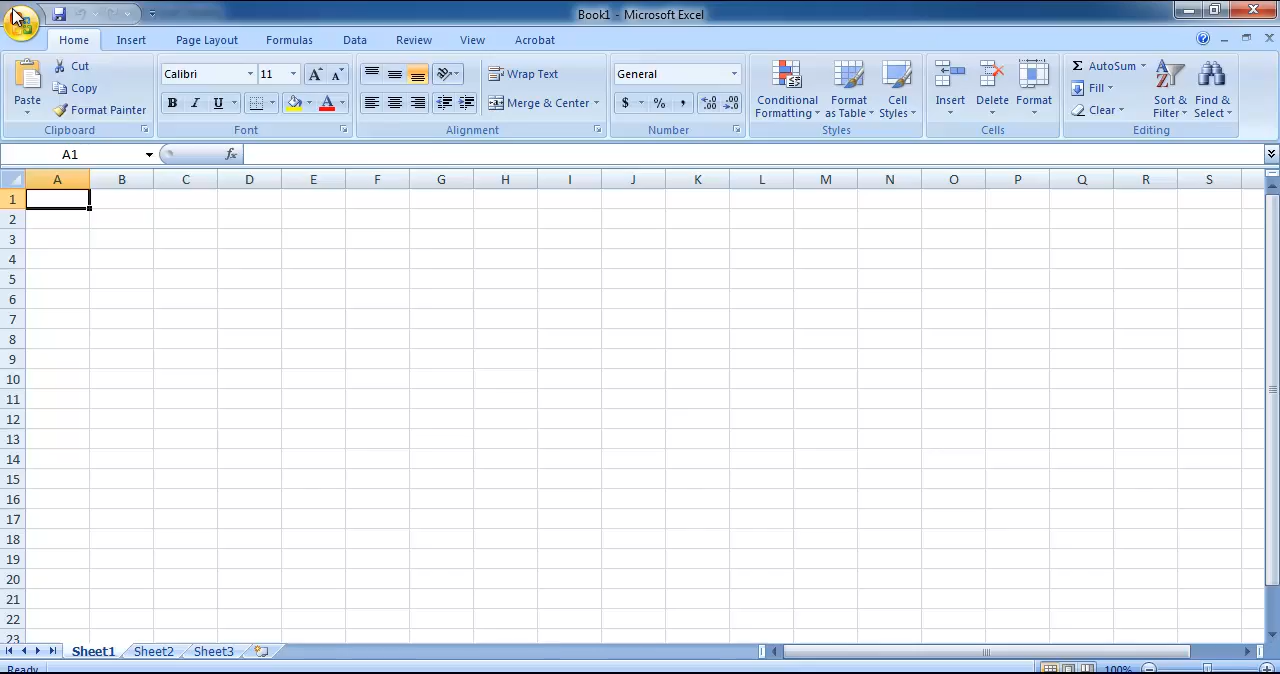 Book1 - Microsoft Excel
Home Insert Page Layout Formulas Data Review View Acrobat
Paste Cut Copy Format Painter
Clipboard
Calibri 11
B I U A
Font
Wrap Text
Merge & Center
Alignment
General
$ % ,
Number
Conditional Formatting Format as Table Cell Styles
Styles
Insert Delete Format
Cells
Σ AutoSum
Fill
Clear
Sort & Filter Find & Select
Editing
A1 fx
A B C D E F G H I J K L M N O P Q R S
1
2
3
4
5
6
7
8
9
10
11
12
13
14
15
16
17
18
19
20
21
22
23
Sheet1 Sheet2 Sheet3
Ready 100%